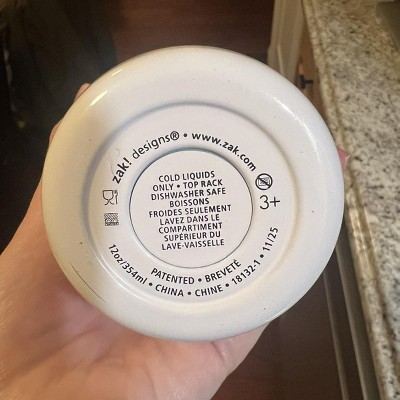 zak! designs® • www.zak.com
COLD LIQUIDS
ONLY • TOP RACK
DISHWASHER SAFE
BOISSONS
FROIDES SEULEMENT
LAVEZ DANS LE
COMPARTIMENT
SUPÉRIEUR DU
LAVE-VAISSELLE
3+
PATENTED • BREVETÉ
12oz/354ml • CHINA • CHINE • 18132-1 • 11/25